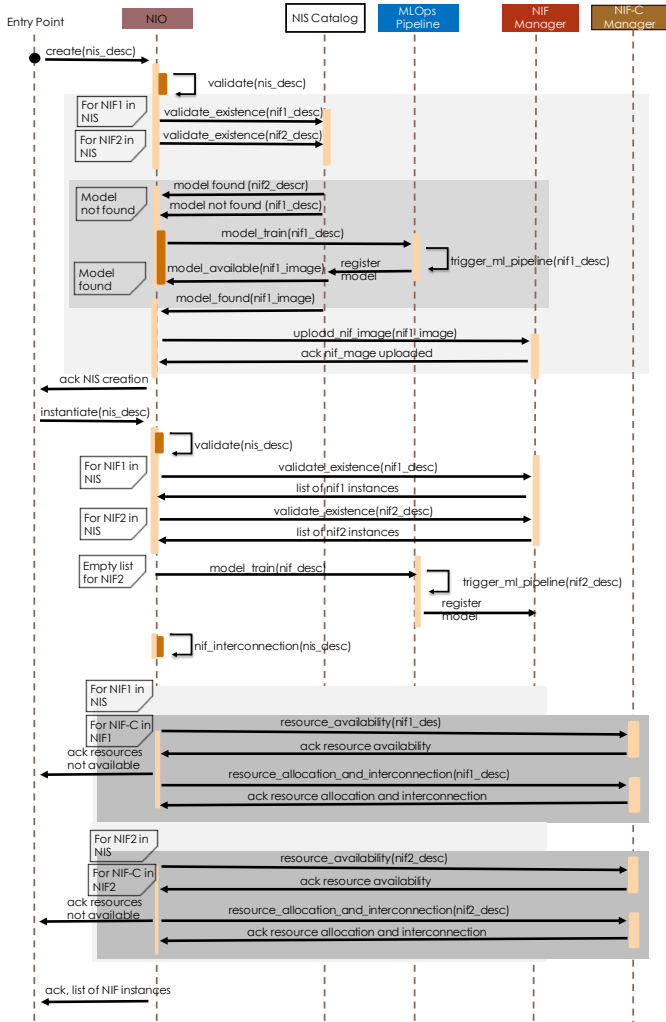 Entry Point
NIO
NIS Catalog
MLOps
Pipeline
NIF
Manager
NIF-C
Manager
create(nis_desc)
validate(nis_desc)
For NIF1 in
NIS
validate_existence(nif1_desc)
For NIF2 in
NIS
validate_existence(nif2_desc)
Model
not found
model found (nif2_descr)
model not found (nif1_desc)
model_train(nif1_desc)
trigger_ml_pipeline(nif1_desc)
register
model
Model
found
model_available(nif1_image)
model_found(nif1_image)
upload_nif_image(nif1_image)
ack nif_mage uploaded
ack NIS creation
instantiate(nis_desc)
validate(nis_desc)
For NIF1 in
NIS
validate_existence(nif1_desc)
list of nif1 instances
For NIF2 in
NIS
validate_existence(nif2_desc)
list of nif2 instances
Empty list
for NIF2
model_train(nif_desc)
trigger_ml_pipeline(nif2_desc)
register
model
nif_interconnection(nis_desc)
For NIF1 in
NIS
For NIF-C in
NIF1
resource_availability(nif1_des)
ack resource availability
ack resources
not available
resource_allocation_and_interconnection(nif1_desc)
ack resource allocation and interconnection
For NIF2 in
NIS
For NIF-C in
NIF2
resource_availability(nif2_desc)
ack resource availability
ack resources
not available
resource_allocation_and_interconnection(nif2_desc)
ack resource allocation and interconnection
ack, list of NIF instances